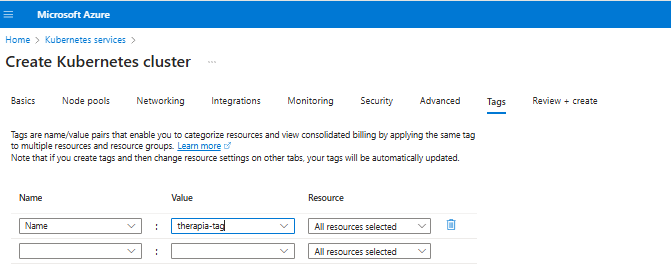 Microsoft Azure
Home > Kubernetes services >
Create Kubernetes cluster ...
Basics Node pools Networking Integrations Monitoring Security Advanced Tags Review + create
Tags are name/value pairs that enable you to categorize resources and view consolidated billing by applying the same tag
to multiple resources and resource groups. Learn more
Note that if you create tags and then change resource settings on other tabs, your tags will be automatically updated.
Name Value Resource
Name : therapia-tag All resources selected
: All resources selected